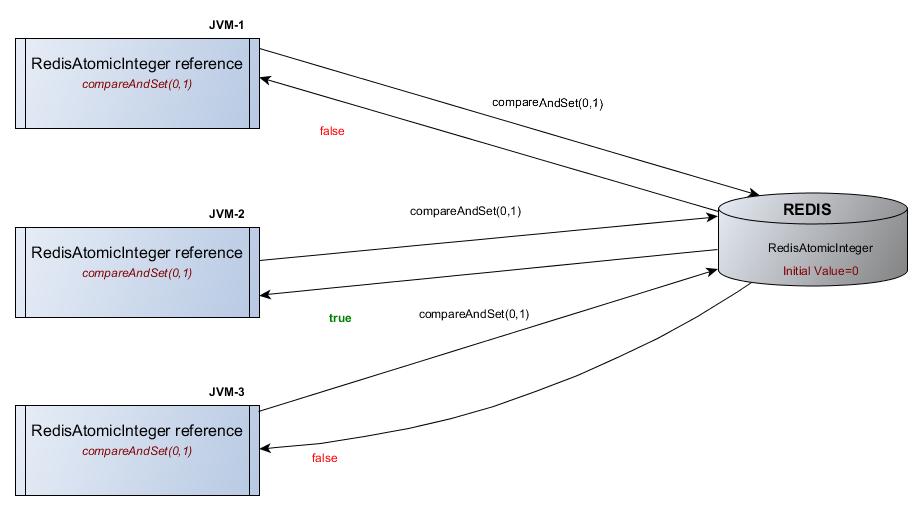 JVM-1
RedisAtomicInteger reference
compareAndSet(0,1)
compareAndSet(0,1)
false
JVM-2
RedisAtomicInteger reference
compareAndSet(0,1)
compareAndSet(0,1)
REDIS
RedisAtomicInteger
Initial Value=0
true
compareAndSet(0,1)
JVM-3
RedisAtomicInteger reference
compareAndSet(0,1)
false